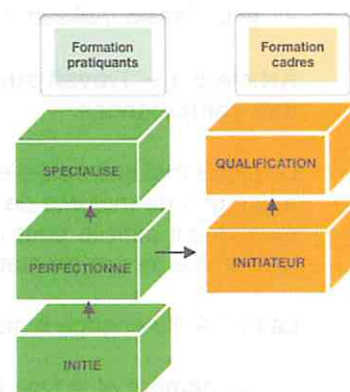 Formation
pratiquants
Formation
cadres
SPECIALISE
QUALIFICATION
PERFECTIONNE
INITIATEUR
INITIE